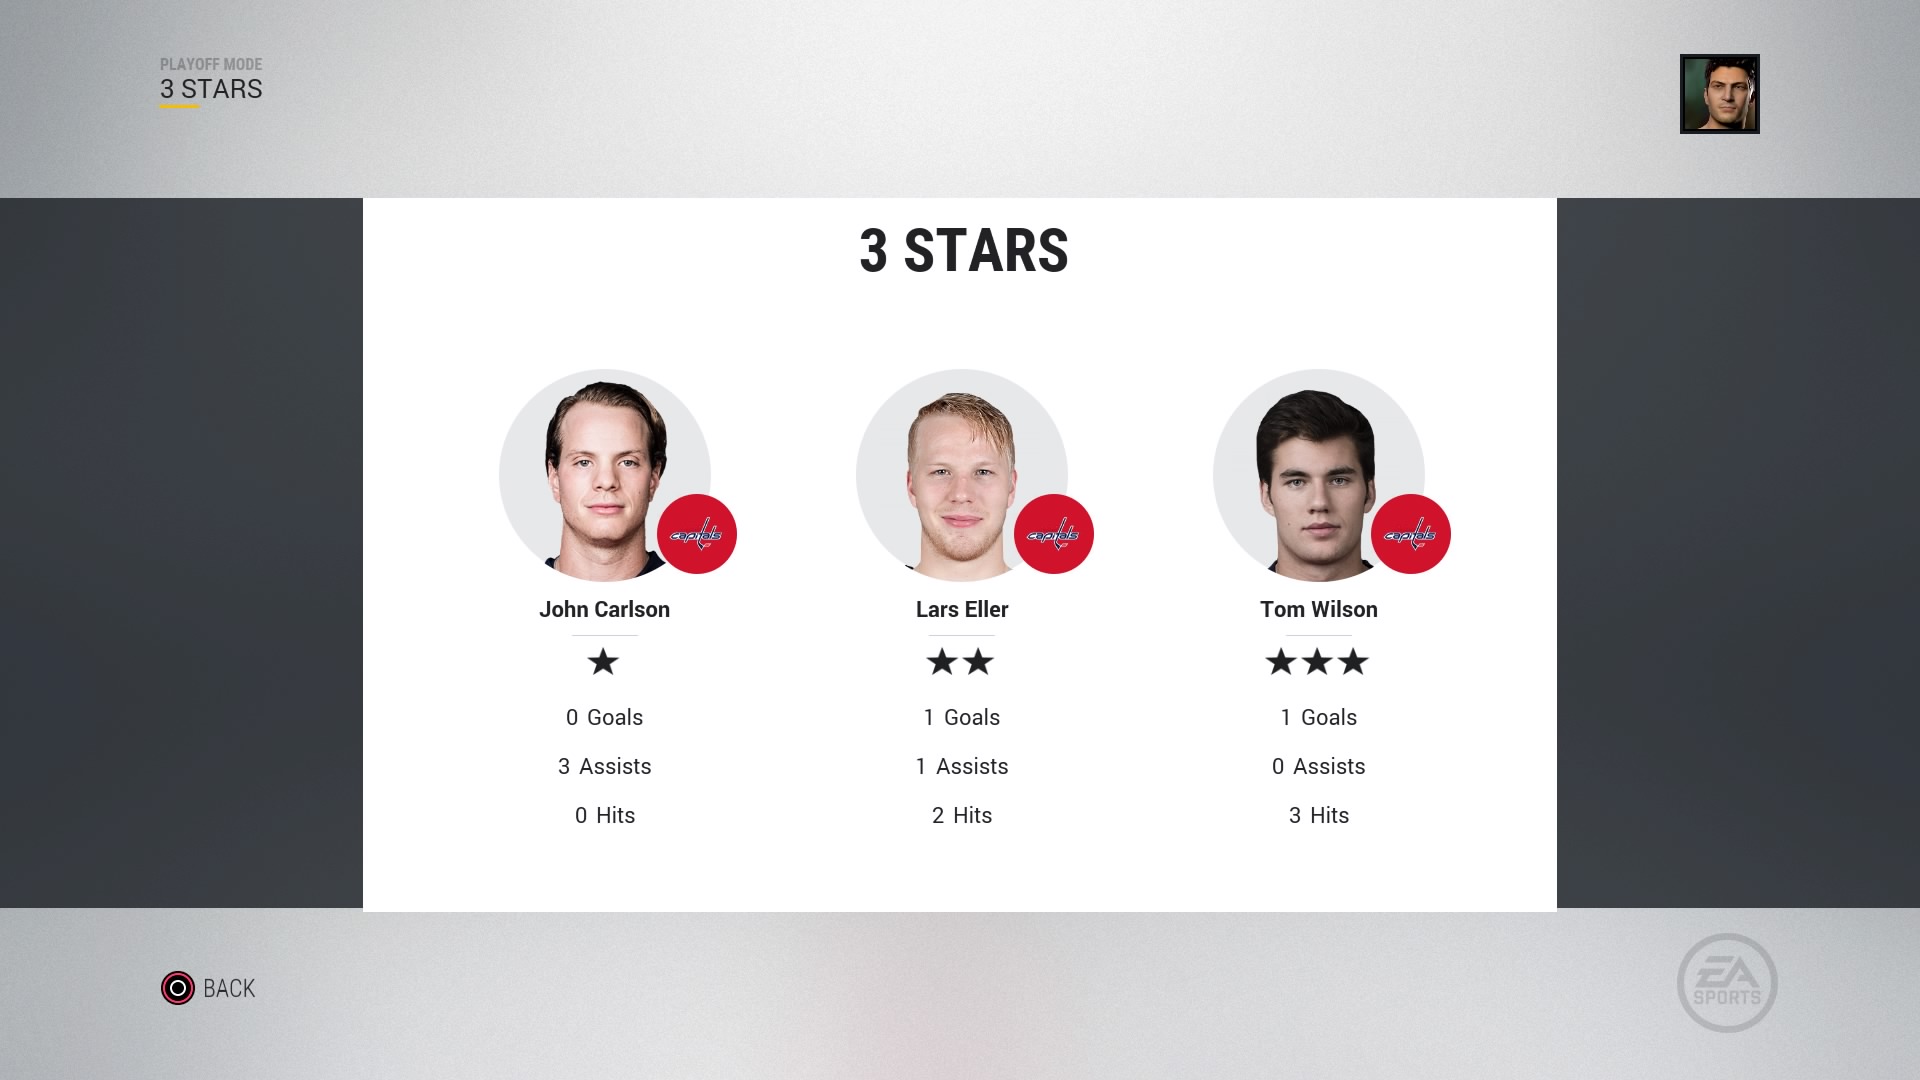 PLAYOFF MODE
3 STARS
3 STARS
capitals
capitals
capitals
John Carlson
Lars Eller
Tom Wilson
0 Goals
1 Goals
1 Goals
3 Assists
1 Assists
0 Assists
0 Hits
2 Hits
3 Hits
BACK
EA
SPORTS